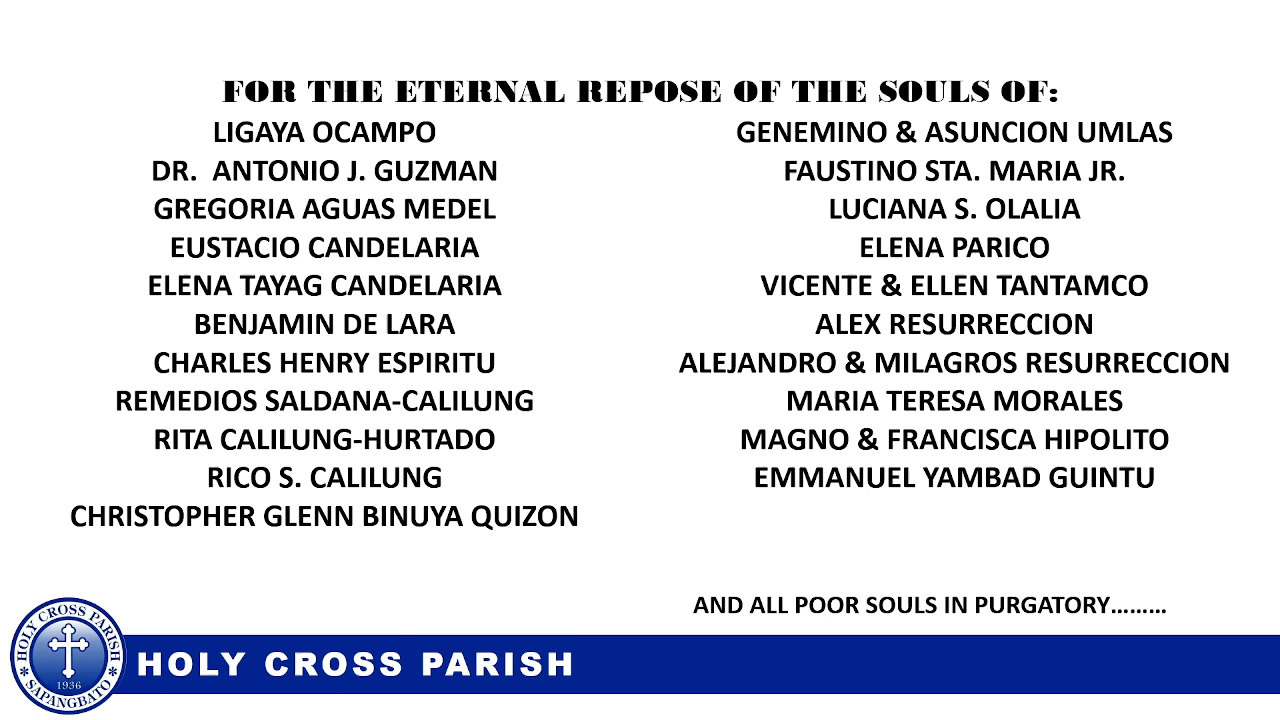 FOR THE ETERNAL REPOSE OF THE SOULS OF:
LIGAYA OCAMPO
DR.  ANTONIO J. GUZMAN
GREGORIA AGUAS MEDEL
EUSTACIO CANDELARIA
ELENA TAYAG CANDELARIA
BENJAMIN DE LARA
CHARLES HENRY ESPIRITU
REMEDIOS SALDANA-CALILUNG
RITA CALILUNG-HURTADO
RICO S. CALILUNG
CHRISTOPHER GLENN BINUYA QUIZON
GENEMINO & ASUNCION UMLAS
FAUSTINO STA. MARIA JR.
LUCIANA S. OLALIA
ELENA PARICO
VICENTE & ELLEN TANTAMCO
ALEX RESURRECCION
ALEJANDRO & MILAGROS RESURRECCION
MARIA TERESA MORALES
MAGNO & FRANCISCA HIPOLITO
EMMANUEL YAMBAD GUINTU
AND ALL POOR SOULS IN PURGATORY………
HOLY CROSS PARISH
1936
SAPANGBATO
HOLY CROSS PARISH